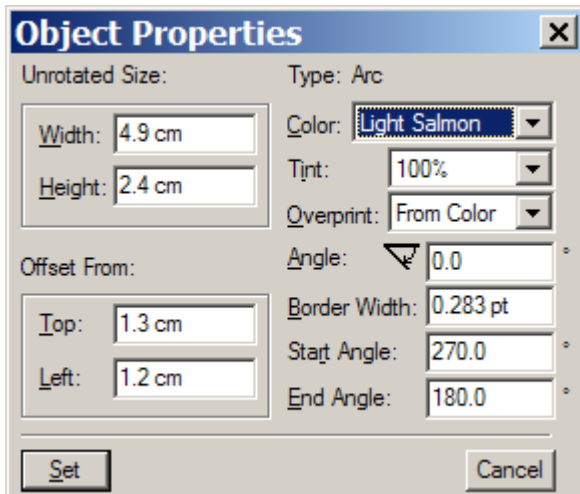 Object Properties
Unrotated Size:
Width: 4.9 cm
Height: 2.4 cm
Offset From:
Top: 1.3 cm
Left: 1.2 cm
Type: Arc
Color: Light Salmon
Tint: 100%
Overprint: From Color
Angle: 0.0 °
Border Width: 0.283 pt
Start Angle: 270.0 °
End Angle: 180.0 °
Set
Cancel